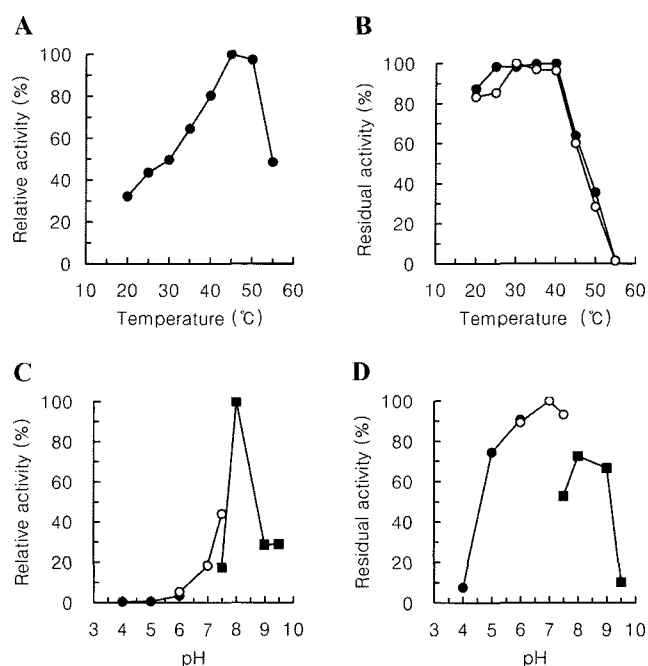 A
Relative activity (%)
100
80
60
40
20
0
10 20 30 40 50 60
Temperature (℃)
B
Residual activity (%)
100
80
60
40
20
0
10 20 30 40 50 60
Temperature (℃)
C
Relative activity (%)
100
80
60
40
20
0
3 4 5 6 7 8 9 10
pH
D
Residual activity (%)
100
80
60
40
20
0
3 4 5 6 7 8 9 10
pH